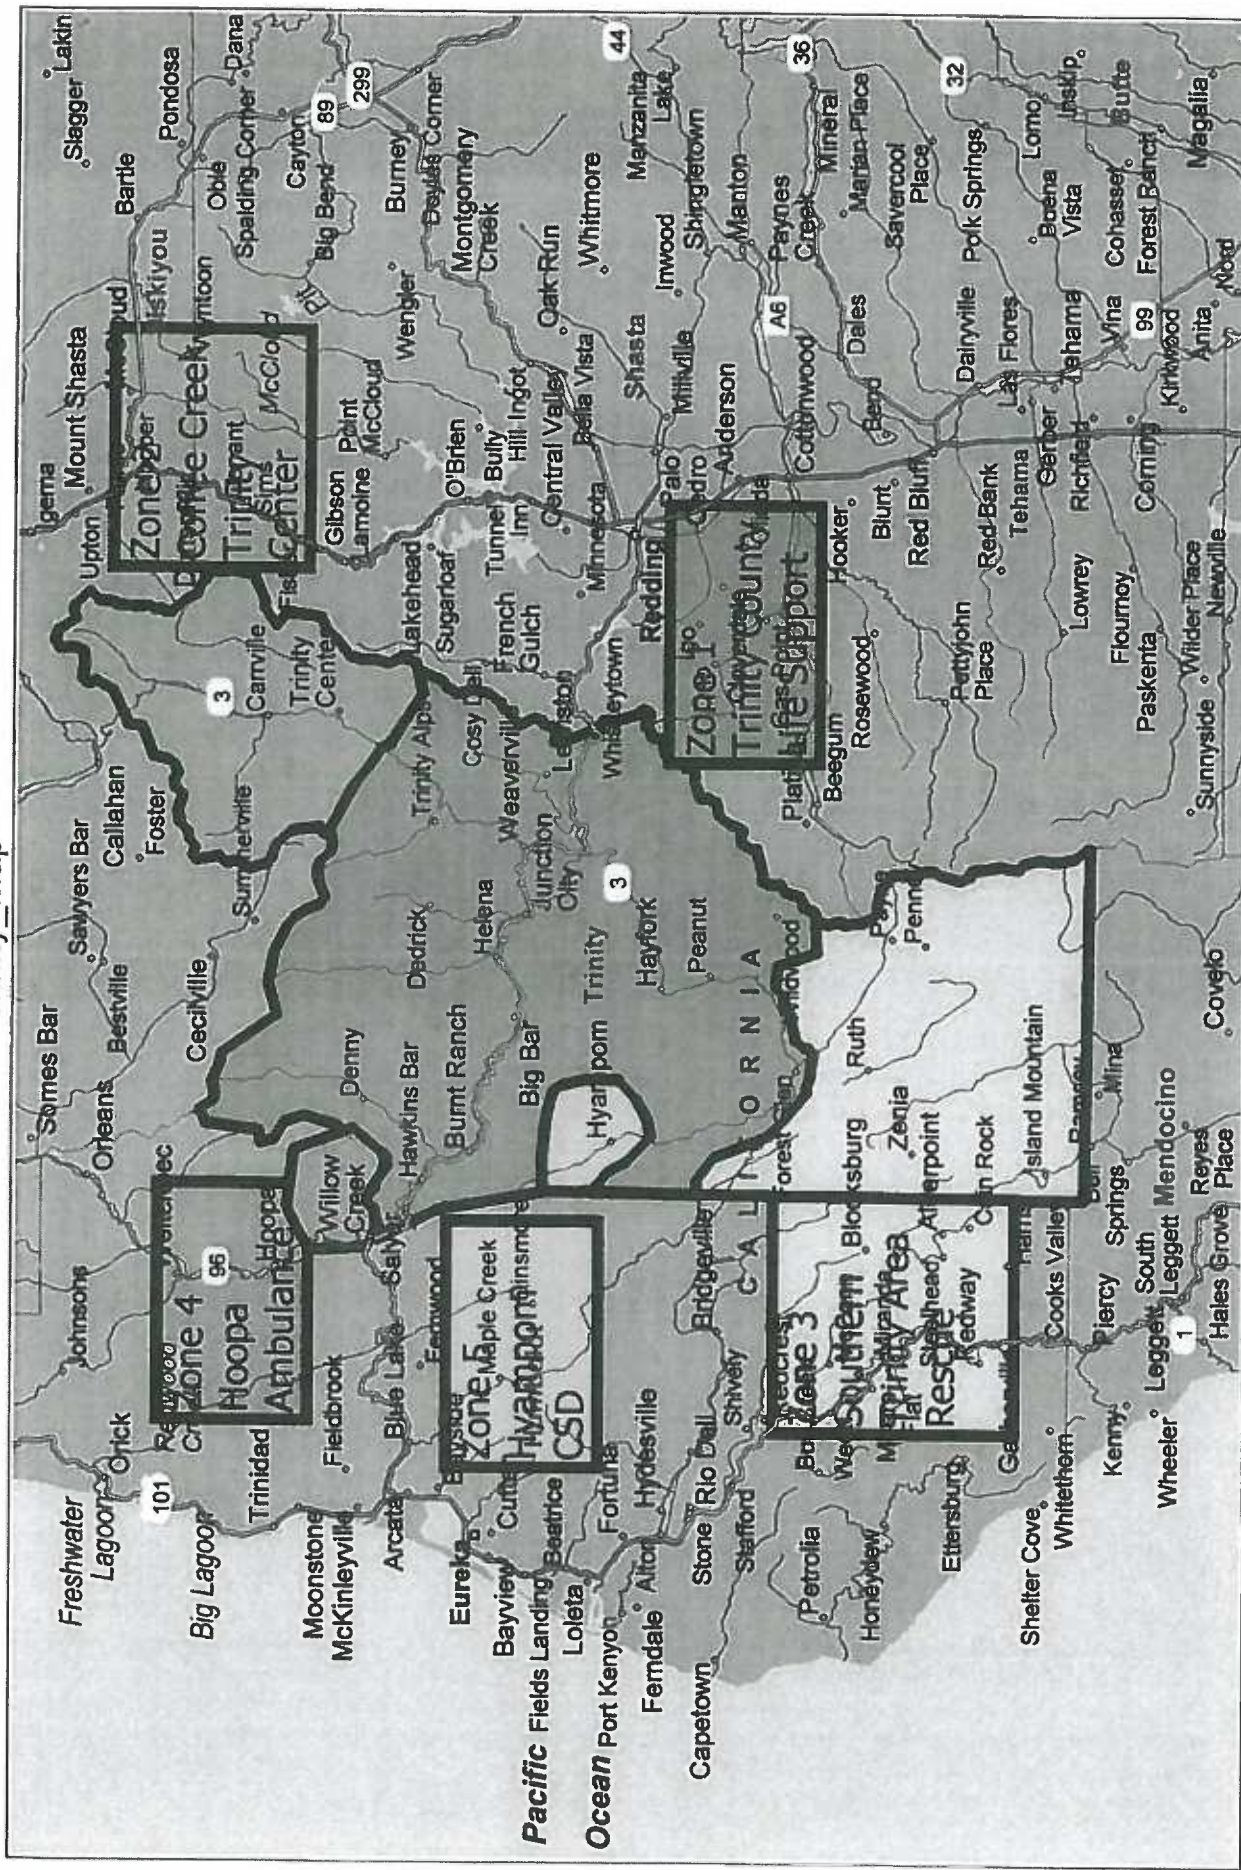 Somes Bar
Sawyers Bar
Callahan
Foster
Igerna
Mount Shasta
Upton
Bartle
Slagger
Lakin
Pondosa
Dana
Orleans
Bestville
Cecilville
Johnsons
Orick
Freshwater
Lagoon
101
Big Lagoon
Trinidad
Zone 4
Hoopa
Ambulance
96
Hoopa
Willow
Creek
Zone 2
Coffee Creek
Trinity
Center
Sims
McCloud
Obie
Spalding Corner
Cayton
89
299
Big Bend
Pit
3
Carrville
Trinity
Center
Summerville
Gibson
Lamoine
Point
McCloud
Wengler
Burney
Doyles Corner
Montgomery
Creek
Moonstone
McKinleyville
Fieldbrook
Arcata
Blue Lake
Salyer
Hawkins Bar
Denny
Dedrick
Trinity Alps
Lakehead
Sugarloaf
O'Brien
Tunnel
Inn
Bully
Hill
Ingot
Central Valley
Bella Vista
Oak Run
Whitmore
44
Eureka
Fernwood
Burnt Ranch
Big Bar
Helena
Junction
City
Weaverville
Cosy Dell
French
Gulch
Minnesota
Shasta
Millville
Inwood
Manzanita
Lake
Shingletown
Manton
Bayview
Fields Landing
Beatrice
Loleta
Pacific
Ocean
Port Kenyon
Zone 5
Maple Creek
Hyampom
CSD
Hyampom
Trinity
3
Hayfork
Peanut
Redding
Palo
Cedro
Anderson
Zone 1
Trinity County
Life Support
Igo
Cottonwood
A6
Paynes
Creek
36
Mineral
Fortuna
Alton
Hydesville
Ferndale
Capetown
Stone
Rio Dell
Shively
Stafford
Bridgeville
CALIFORNIA
Wildwood
Forest Glen
Beegum
Rosewood
Hooker
Blunt
Bend
Dales
Marian Place
Savercool
Place
32
Petrolia
Honeydew
Zone 3
Southern
Trinity Area
Rescue
Blocksburg
Ruth
Zenia
Redway
Ettersburg
Red Bluff
Red Bank
Pettyjohn
Place
Dairyville
Polk Springs
Las Flores
Tehama
Gerber
Tehama
Lomo
Inskip
Butte
Shelter Cove
Whitethorn
Cooks Valley
Island Mountain
Lowrey
Richfield
Buena
Vista
Vina
Cohasset
Forest Ranch
Magalia
Kenny
Piercy
Springs
Mina
Mendocino
Flournoy
Paskenta
Corning
99
Kirkwood
Anita
Nord
Wheeler
Leggett
South
Leggett
Reyes
Place
Hales Grove
1
Covelo
Sunnyside
Wilder Place
Newville